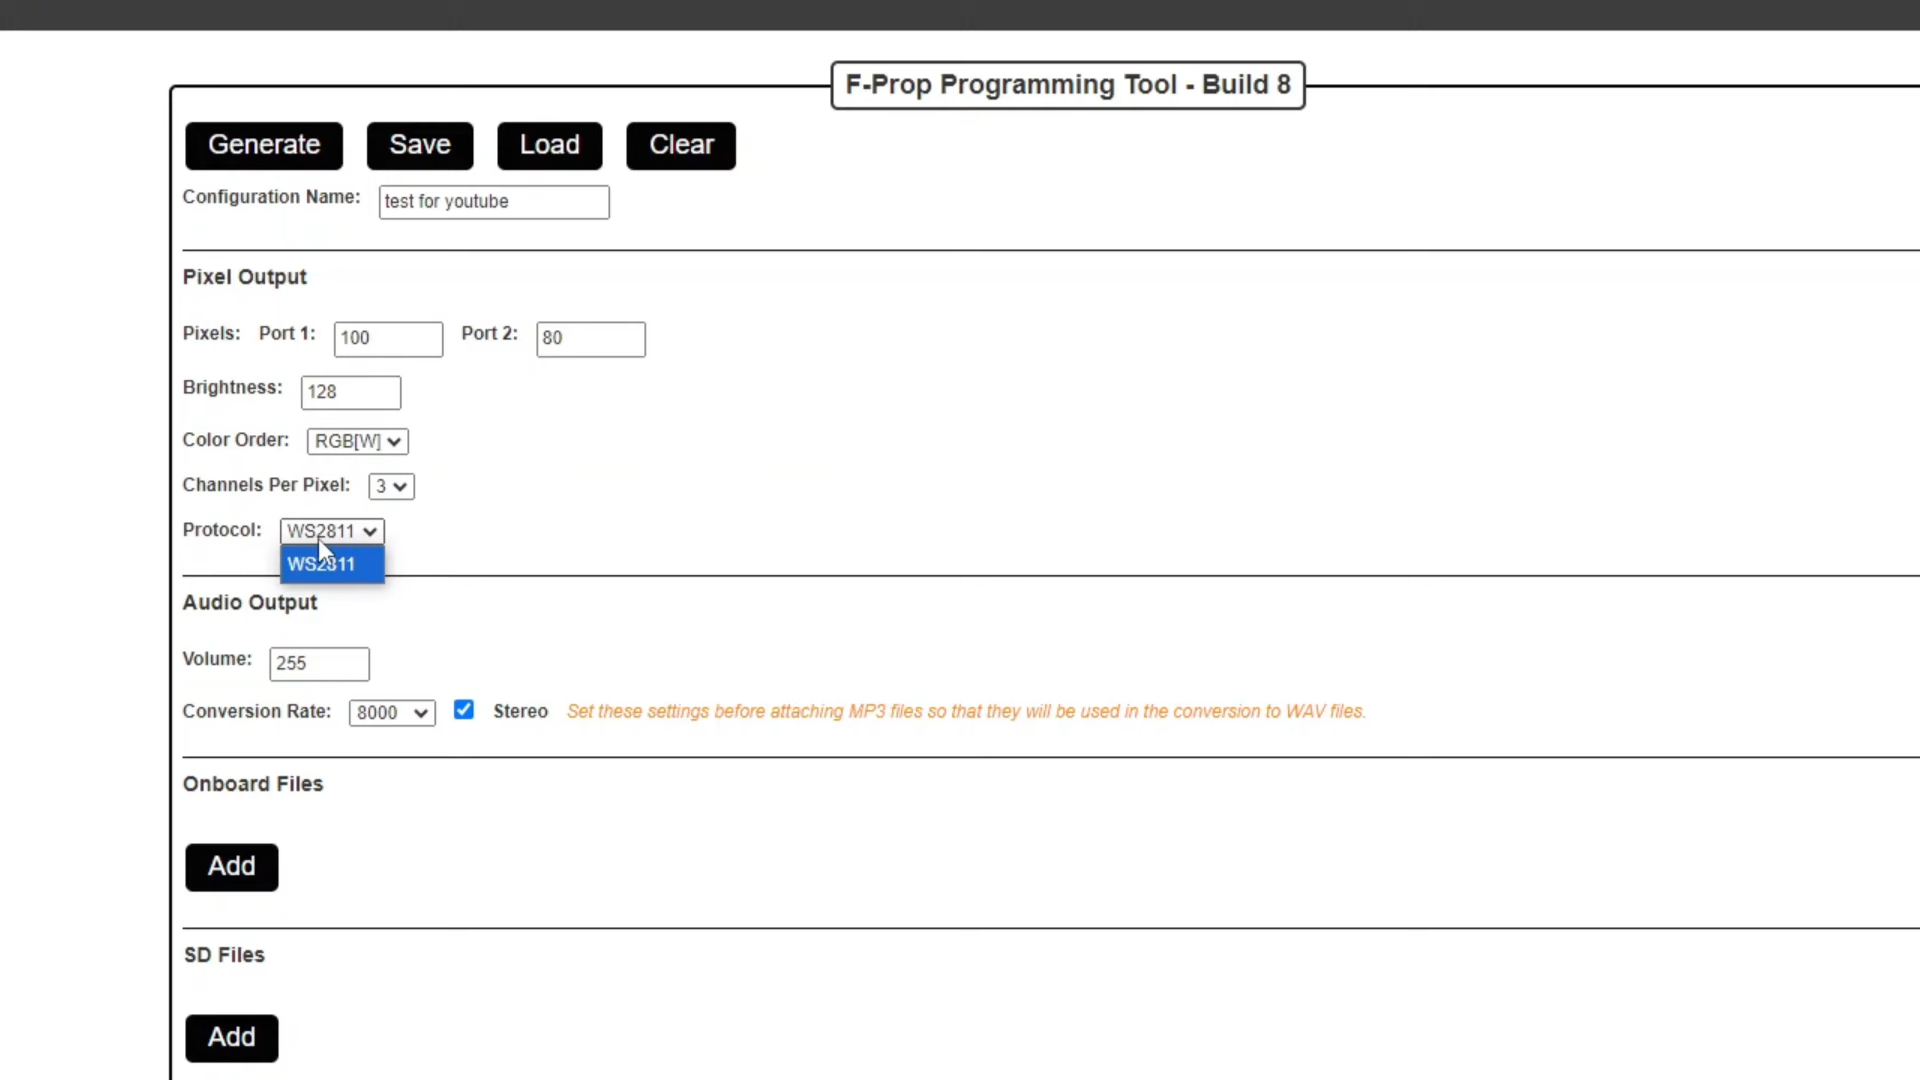 F-Prop Programming Tool - Build 8
Generate Save Load Clear
Configuration Name: test for youtube
Pixel Output
Pixels: Port 1: 100 Port 2: 80
Brightness: 128
Color Order: RGB[W]
Channels Per Pixel: 3
Protocol: WS2811
WS2811
Audio Output
Volume: 255
Conversion Rate: 8000 Stereo Set these settings before attaching MP3 files so that they will be used in the conversion to WAV files.
Onboard Files
Add
SD Files
Add